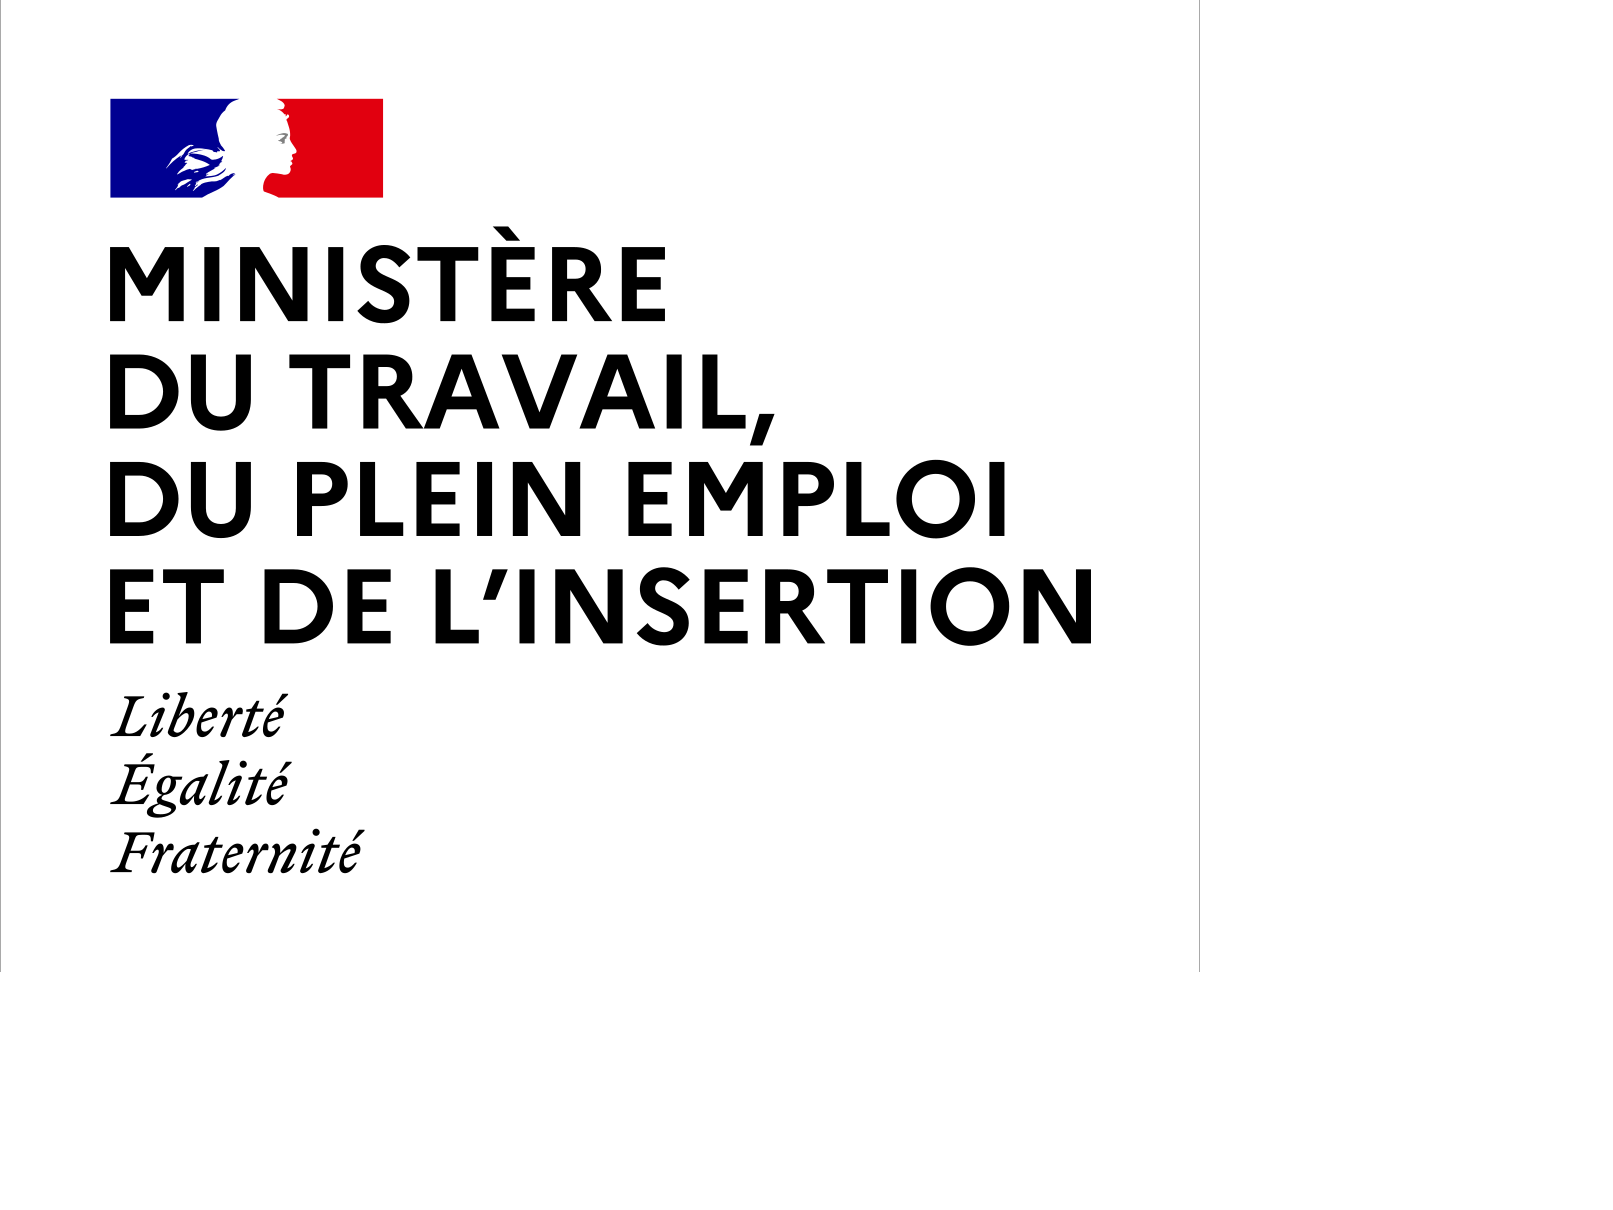 MINISTÈRE
DU TRAVAIL,
DU PLEIN EMPLOI
ET DE L’INSERTION
Liberté
Égalité
Fraternité